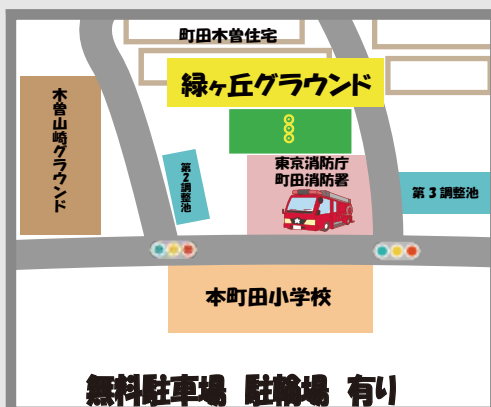 町田木曽住宅
緑ヶ丘グラウンド
木曽山崎グラウンド
第2調整池
東京消防庁
町田消防署
第3調整池
本町田小学校
無料駐車場 駐輪場 有り